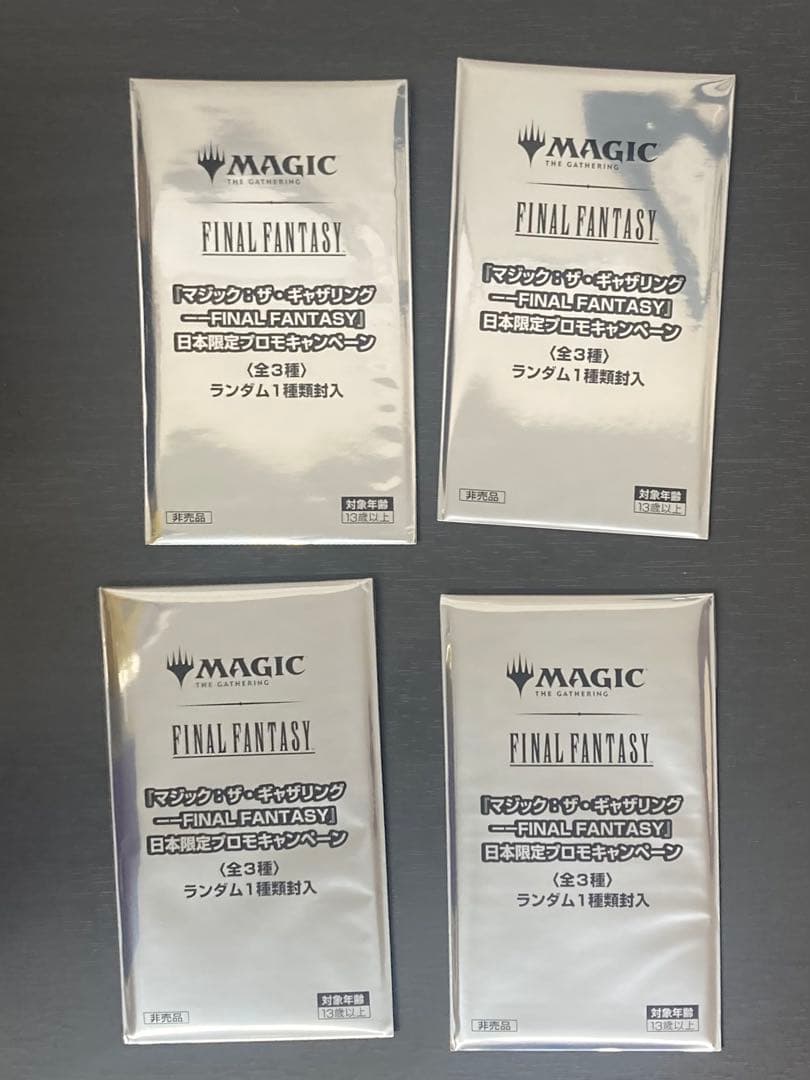 MAGIC
THE GATHERING
FINAL FANTASY
『マジック：ザ・ギャザリング
——FINAL FANTASY』
日本限定プロモキャンペーン
〈全3種〉
ランダム1種類封入
非売品
対象年齢
13歳以上
MAGIC
THE GATHERING
FINAL FANTASY
『マジック：ザ・ギャザリング
——FINAL FANTASY』
日本限定プロモキャンペーン
〈全3種〉
ランダム1種類封入
非売品
対象年齢
13歳以上
MAGIC
THE GATHERING
FINAL FANTASY
『マジック：ザ・ギャザリング
——FINAL FANTASY』
日本限定プロモキャンペーン
〈全3種〉
ランダム1種類封入
非売品
対象年齢
13歳以上
MAGIC
THE GATHERING
FINAL FANTASY
『マジック：ザ・ギャザリング
——FINAL FANTASY』
日本限定プロモキャンペーン
〈全3種〉
ランダム1種類封入
非売品
対象年齢
13歳以上